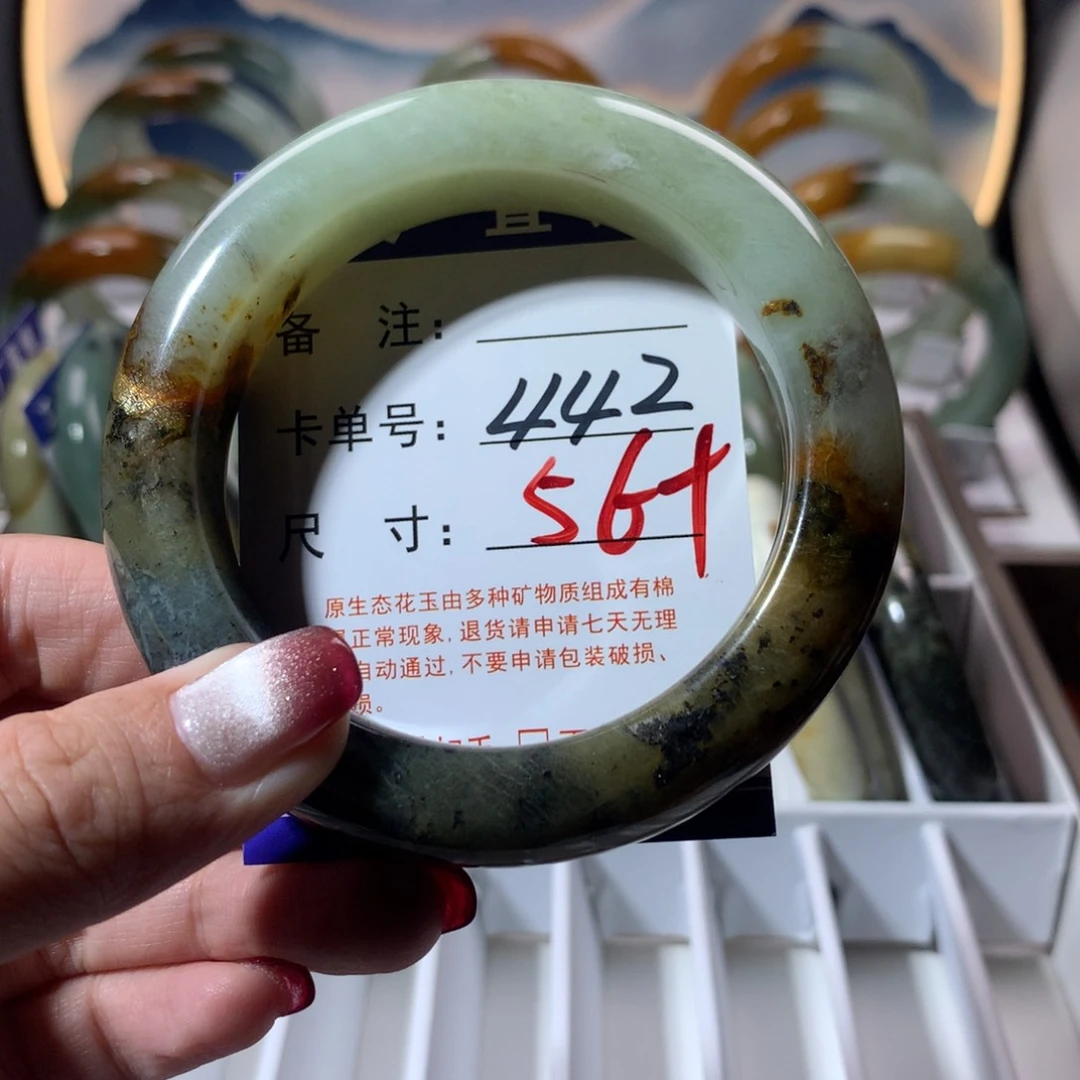 宜
备 注：
卡单号： 442
尺 寸： 56+
原生态花玉由多种矿物质组成有棉
正常现象，退货请申请七天无理
自动通过，不要申请包装破损、
损。